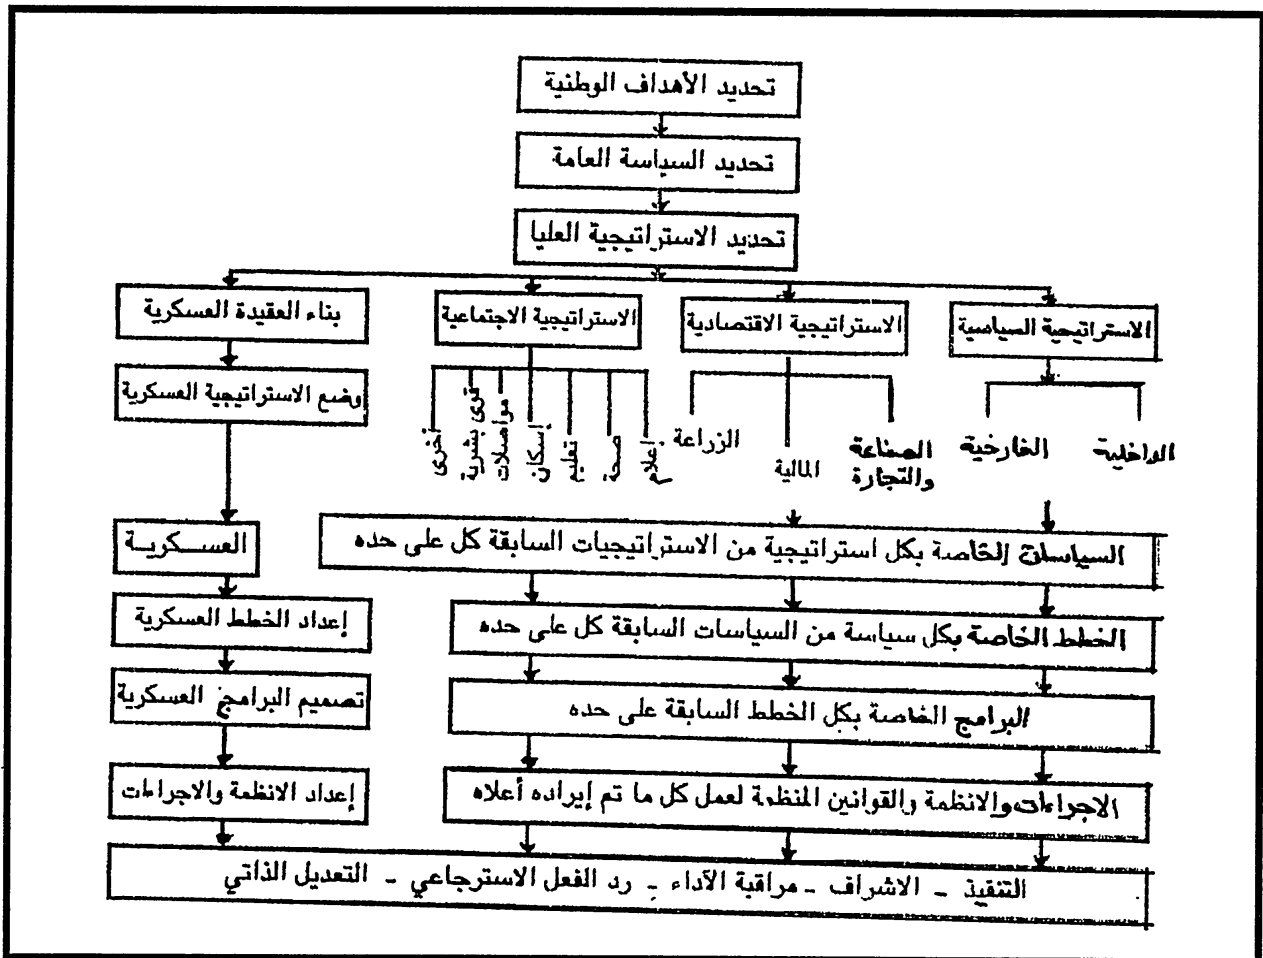 تحديد الأهداف الوطنية
تحديد السياسة العامة
تحديد الاستراتيجية العليا
الاستراتيجية السياسية
الاستراتيجية الاقتصادية
الاستراتيجية الاجتماعية
بناء العقيدة العسكرية
وضع الاستراتيجية العسكرية
الداخلية
الخارخية
الصناعة
والتجارة
المالية
الزراعة
إعلام
صحة
تعليم
إسكان
مواصلات
قوى بشرية
أخرى
السياسات الخاصة بكل استراتيجية من الاستراتيجيات السابقة كل على حده
العسـكريـة
الخطط الخاصة بكل سياسة من السياسات السابقة كل على حده
إعداد الخطط العسكرية
البرامج الخاصة بكل الخطط السابقة على حده
تصميم البرامج العسكرية
الاجراءات والانظمة والقوانين المنظمة لعمل كل ما تم إيراده أعلاه
إعداد الانظمة والاجراءات
التنفيذ - الاشراف - مراقبة الآداء - رد الفعل الاسترجاعي - التعديل الذاتي